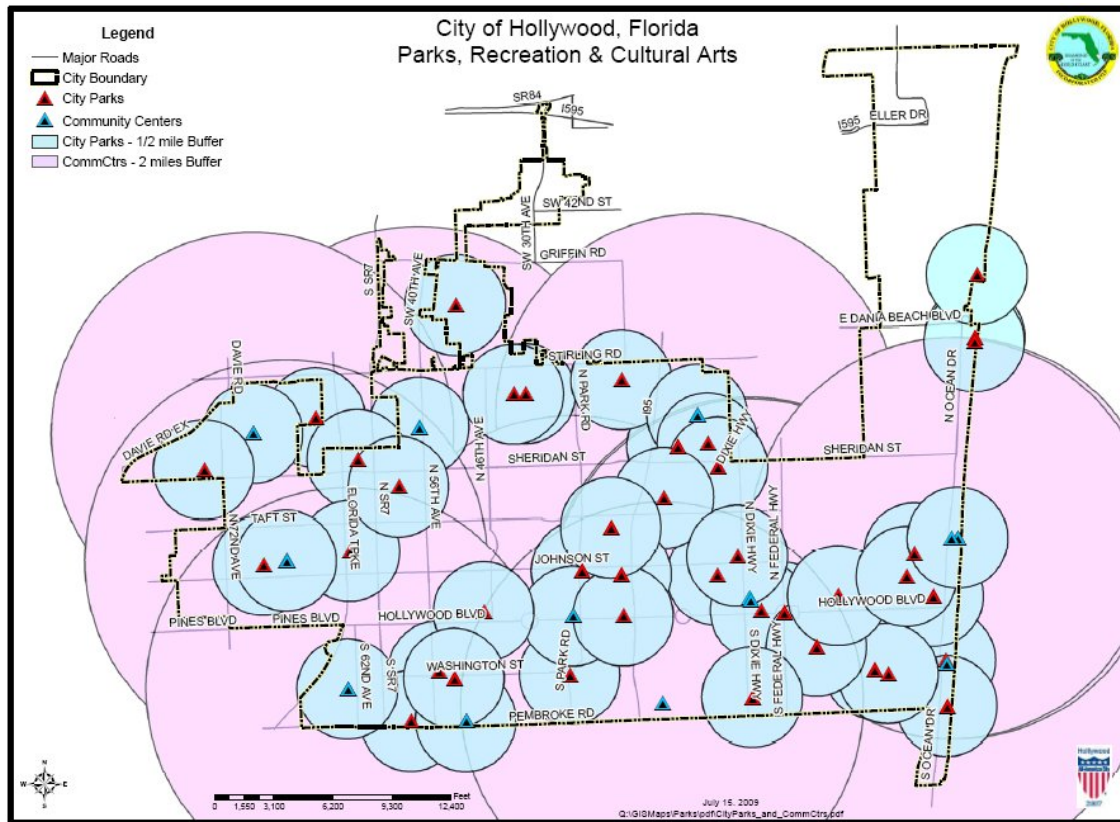 City of Hollywood, Florida
Parks, Recreation & Cultural Arts
Legend
Major Roads
City Boundary
City Parks
Community Centers
City Parks - 1/2 mile Buffer
CommCtrs - 2 miles Buffer
SR84
I595
I595
ELLER DR
SW 42ND ST
SW 30TH AVE
GRIFFIN RD
S SR7
SW 40TH AVE
E DANIA BEACH BLVD
STIRLING RD
DAVIE RD
N PARK RD
I95
N OCEAN DR
DAVIE RD EX
N 46TH AVE
DIXIE HWY
SHERIDAN ST
SHERIDAN ST
N 56TH AVE
N SR7
FLORIDA TPKE
TAFT ST
N 72ND AVE
N DIXIE HWY
N FEDERAL HWY
JOHNSON ST
PINES BLVD
PINES BLVD
HOLLYWOOD BLVD
HOLLYWOOD BLVD
S 62ND AVE
S SR7
WASHINGTON ST
S PARK RD
S DIXIE HWY
S FEDERAL HWY
PEMBROKE RD
S OCEAN DR
N
W E
S
Feet
0 1,550 3,100 6,200 9,300 12,400
July 15, 2009
Q:\GISMaps\Parks\pdf\CityParks_and_CommCtrs.pdf
Hollywood